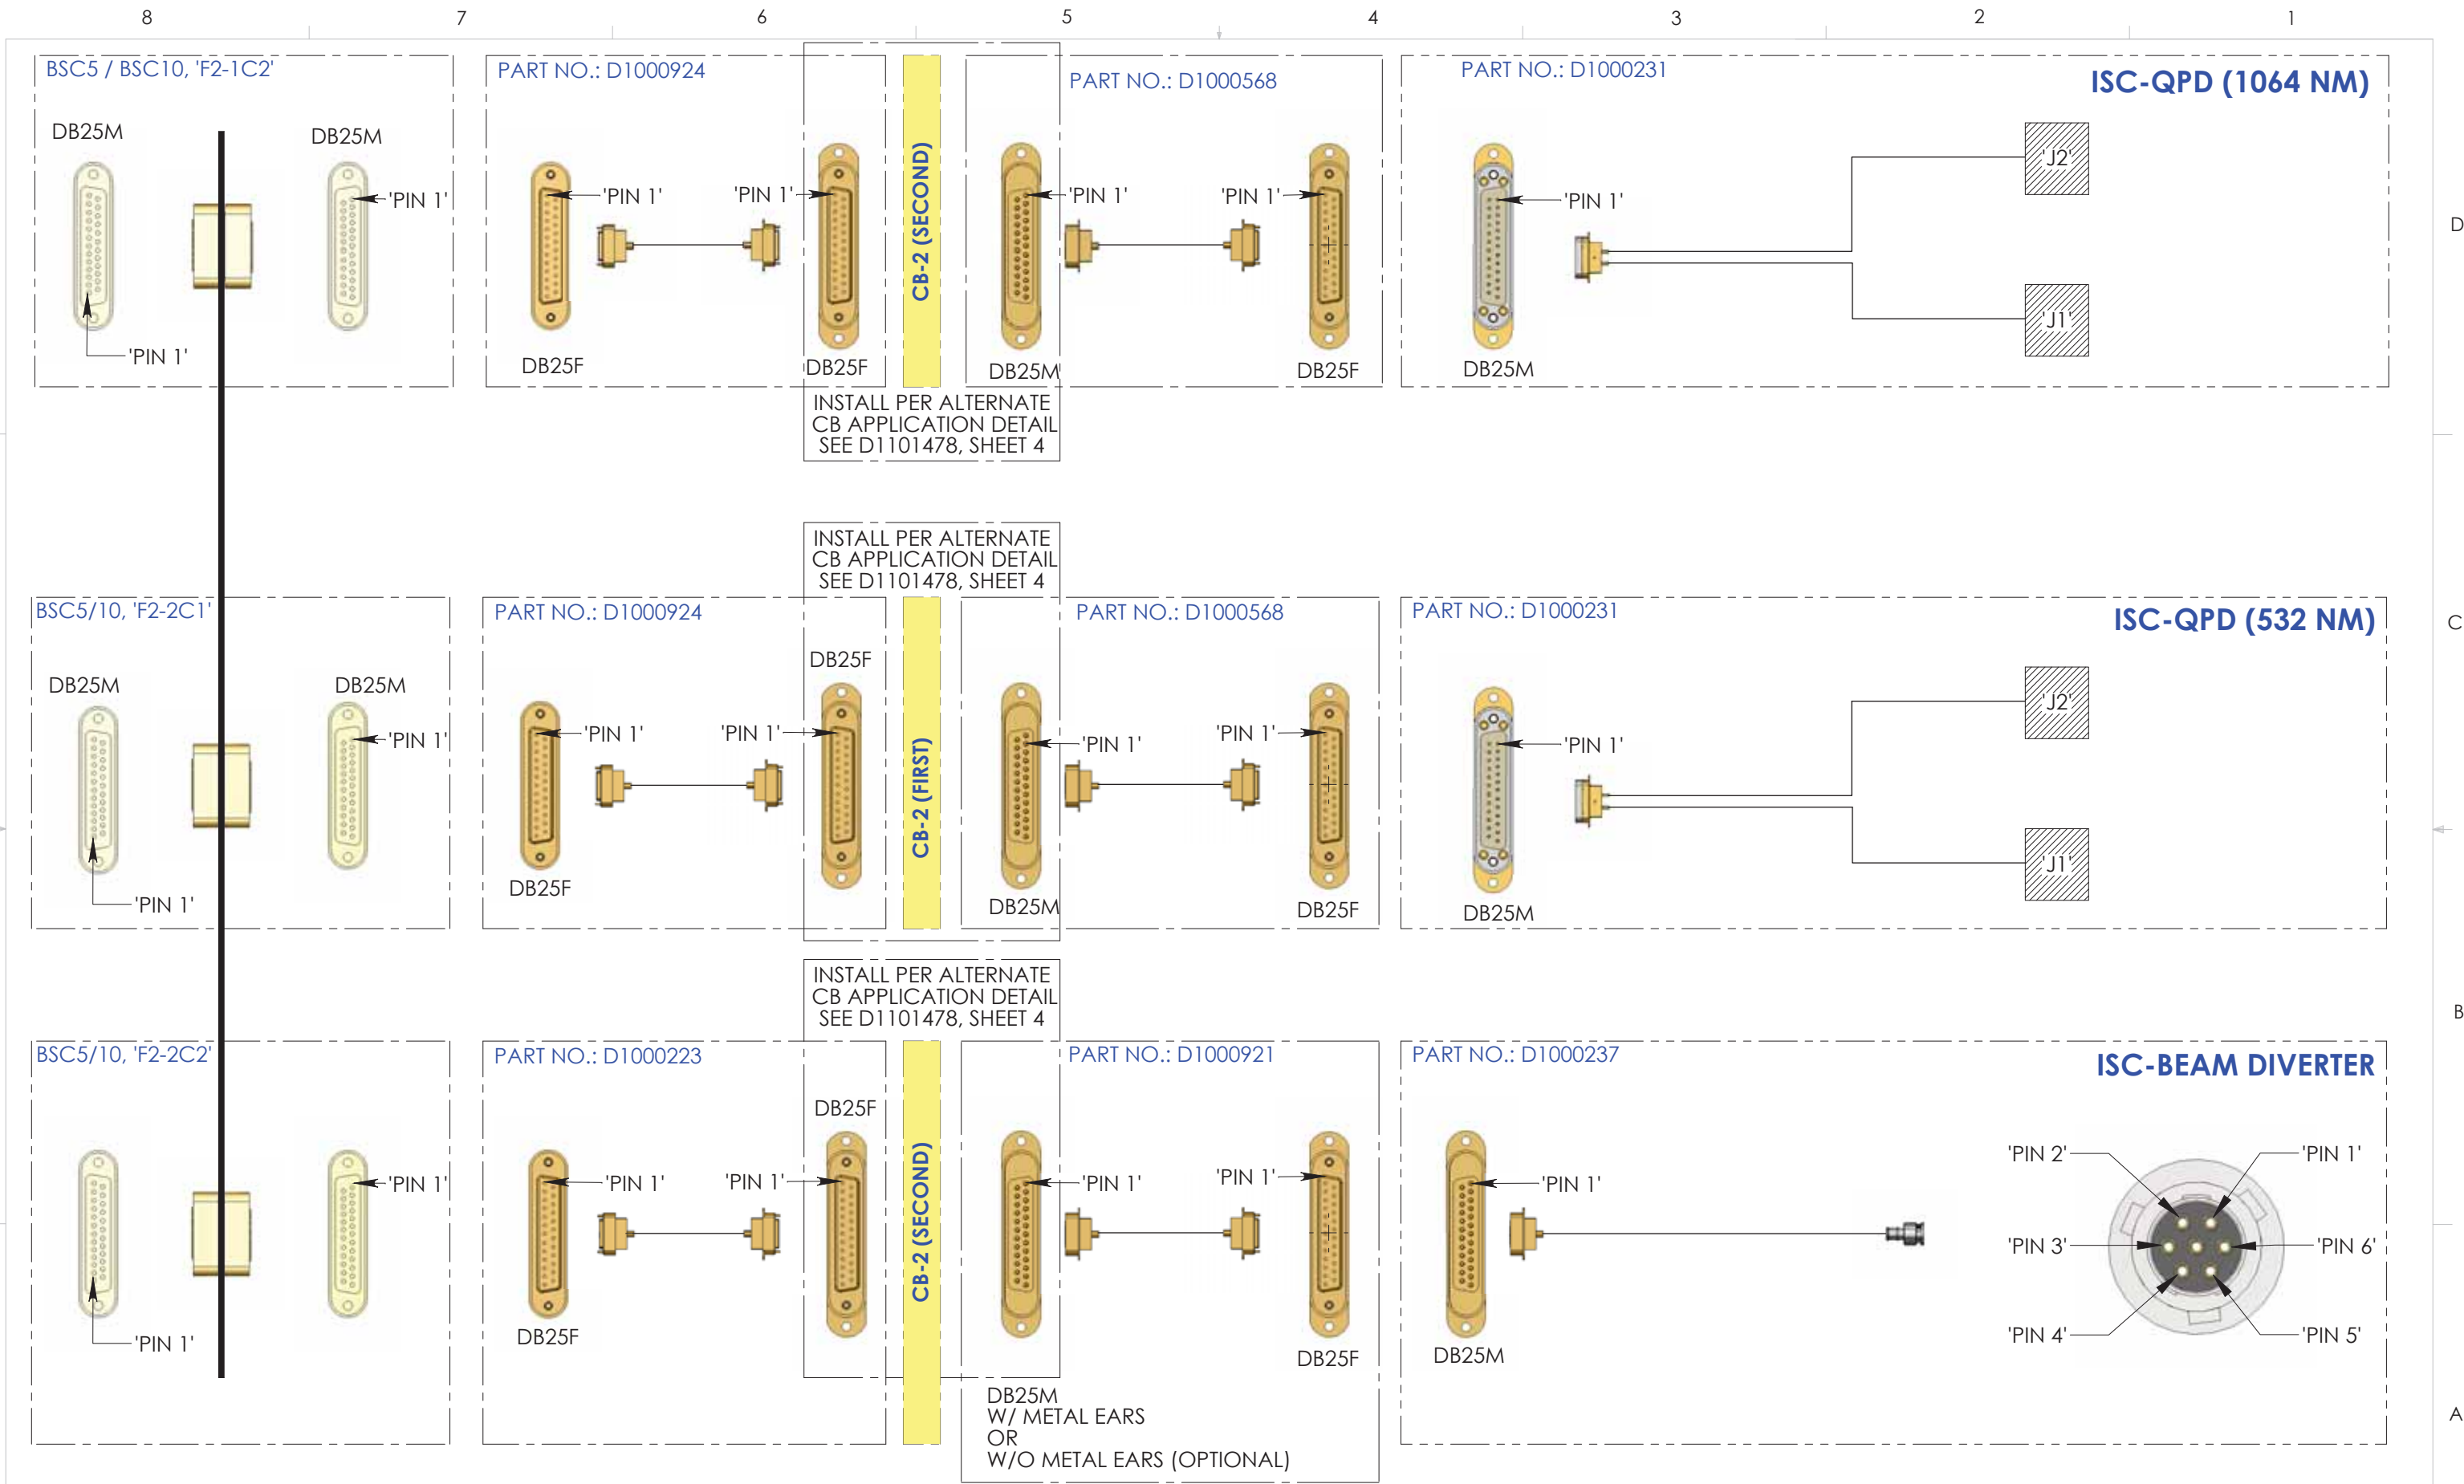 8 7 6 5 4 3 2 1
BSC5 / BSC10, 'F2-1C2'
DB25M
DB25M
'PIN 1'
'PIN 1'
PART NO.: D1000924
'PIN 1'
'PIN 1'
DB25F
DB25F
CB-2 (SECOND)
INSTALL PER ALTERNATE
CB APPLICATION DETAIL
SEE D1101478, SHEET 4
PART NO.: D1000568
'PIN 1'
'PIN 1'
DB25M
DB25F
PART NO.: D1000231
ISC-QPD (1064 NM)
'PIN 1'
DB25M
'J2'
'J1'
D
INSTALL PER ALTERNATE
CB APPLICATION DETAIL
SEE D1101478, SHEET 4
BSC5/10, 'F2-2C1'
DB25M
DB25M
'PIN 1'
'PIN 1'
PART NO.: D1000924
DB25F
'PIN 1'
'PIN 1'
DB25F
CB-2 (FIRST)
PART NO.: D1000568
'PIN 1'
'PIN 1'
DB25M
DB25F
PART NO.: D1000231
ISC-QPD (532 NM)
'PIN 1'
DB25M
'J2'
'J1'
C
INSTALL PER ALTERNATE
CB APPLICATION DETAIL
SEE D1101478, SHEET 4
B
BSC5/10, 'F2-2C2'
'PIN 1'
'PIN 1'
PART NO.: D1000223
DB25F
'PIN 1'
'PIN 1'
DB25F
CB-2 (SECOND)
PART NO.: D1000921
'PIN 1'
'PIN 1'
DB25F
DB25M
W/ METAL EARS
OR
W/O METAL EARS (OPTIONAL)
PART NO.: D1000237
ISC-BEAM DIVERTER
'PIN 1'
DB25M
'PIN 2'
'PIN 1'
'PIN 3'
'PIN 6'
'PIN 4'
'PIN 5'
A